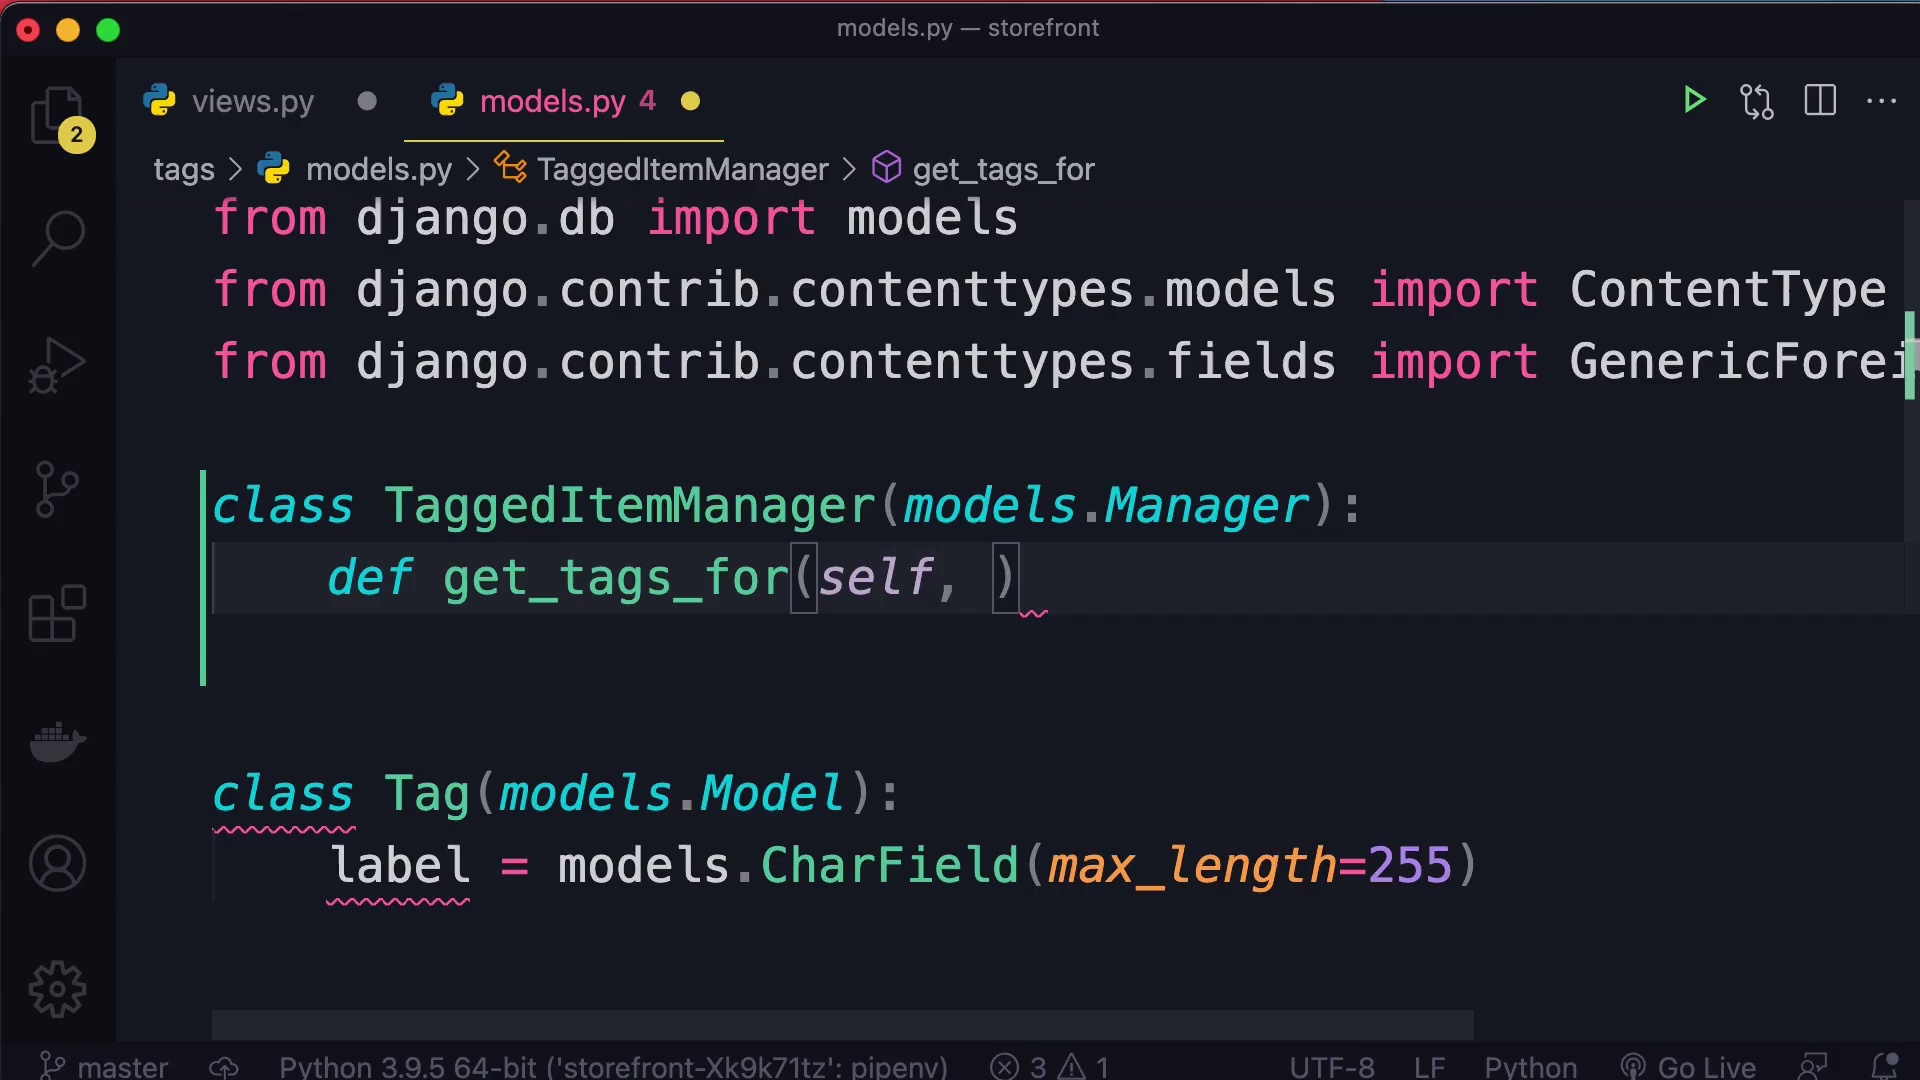 models.py — storefront
views.py
models.py 4
2
tags > models.py > TaggedItemManager > get_tags_for
from django.db import models
from django.contrib.contenttypes.models import ContentType
from django.contrib.contenttypes.fields import GenericForei
class TaggedItemManager(models.Manager):
def get_tags_for(self, )
class Tag(models.Model):
label = models.CharField(max_length=255)
master
Python 3.9.5 64-bit ('storefront-Xk9k71tz': pipenv)
3
1
UTF-8
LF
Python
Go Live